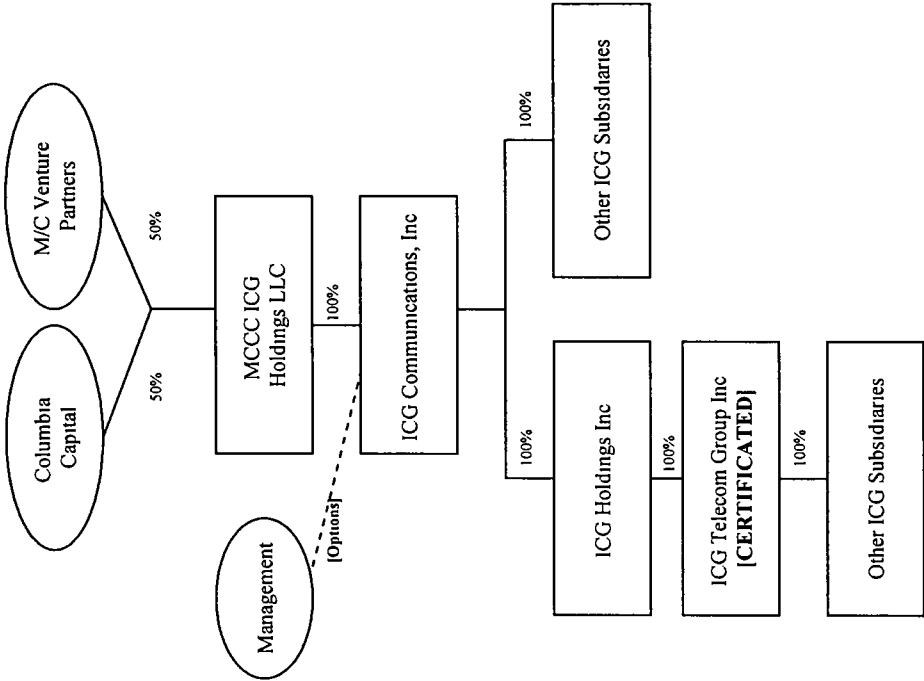 Columbia
Capital
M/C Venture
Partners
50%
50%
MCCC ICG
Holdings LLC
100%
Management
[Options]
ICG Communications, Inc
100%
100%
ICG Holdings Inc
Other ICG Subsidiaries
100%
ICG Telecom Group Inc
[CERTIFICATED]
100%
Other ICG Subsidiaries